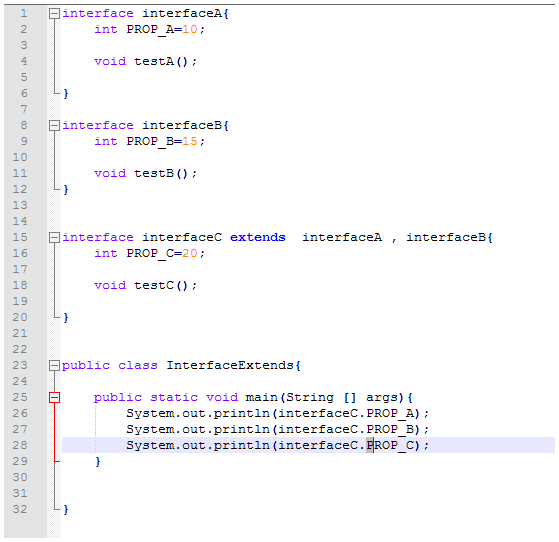 1 interface interfaceA{
2     int PROP_A=10;
3
4     void testA();
5
6 }
7
8 interface interfaceB{
9     int PROP_B=15;
10
11     void testB();
12 }
13
14
15 interface interfaceC extends  interfaceA , interfaceB{
16     int PROP_C=20;
17
18     void testC();
19
20 }
21
22
23 public class InterfaceExtends{
24
25     public static void main(String [] args){
26         System.out.println(interfaceC.PROP_A);
27         System.out.println(interfaceC.PROP_B);
28         System.out.println(interfaceC.PROP_C);
29     }
30
31
32 }